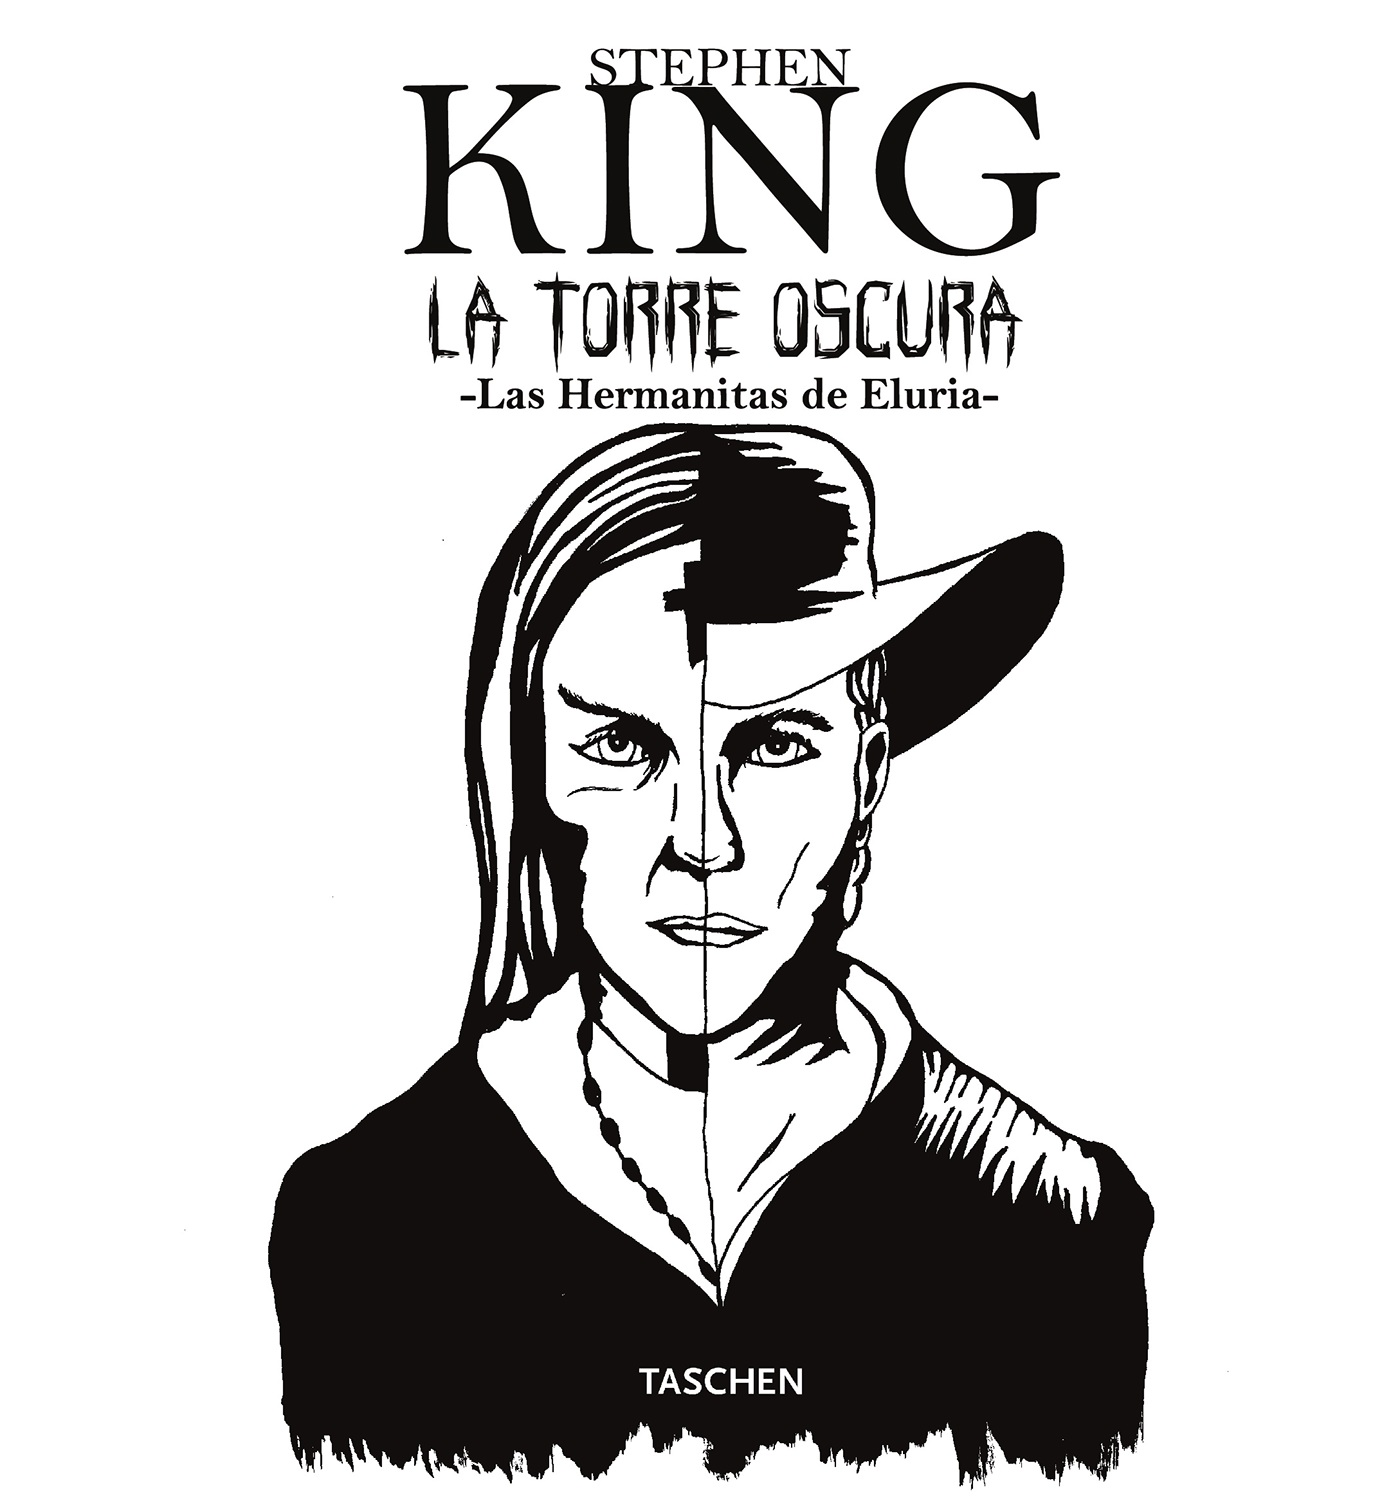 STEPHEN
KING
LA TORRE OSCURA
-Las Hermanitas de Eluria-
TASCHEN